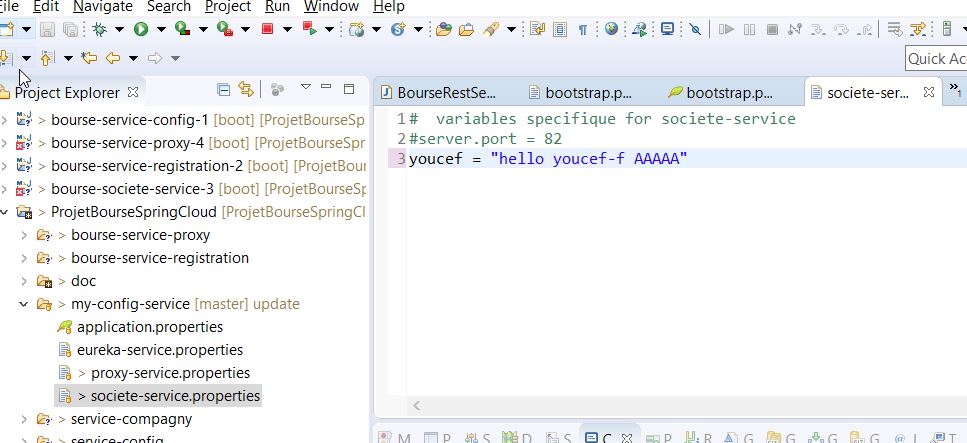 File Edit Navigate Search Project Run Window Help
Quick Ac
Project Explorer
BourseRestSe... bootstrap.p... bootstrap.p... societe-ser... 1
> bourse-service-config-1 [boot] [ProjetBourseSp
> bourse-service-proxy-4 [boot] [ProjetBourseSpr
> bourse-service-registration-2 [boot] [ProjetBour
> bourse-societe-service-3 [boot] [ProjetBourseSp
> ProjetBourseSpringCloud [ProjetBourseSpringCl
> bourse-service-proxy
> bourse-service-registration
> doc
> my-config-service [master] update
application.properties
eureka-service.properties
> proxy-service.properties
> societe-service.properties
> service-compagny
> service-config
1 # variables specifique for societe-service
2 #server.port = 82
3 youcef = "hello youcef-f AAAAA"
M P S D S C P R A G G G G @ J T